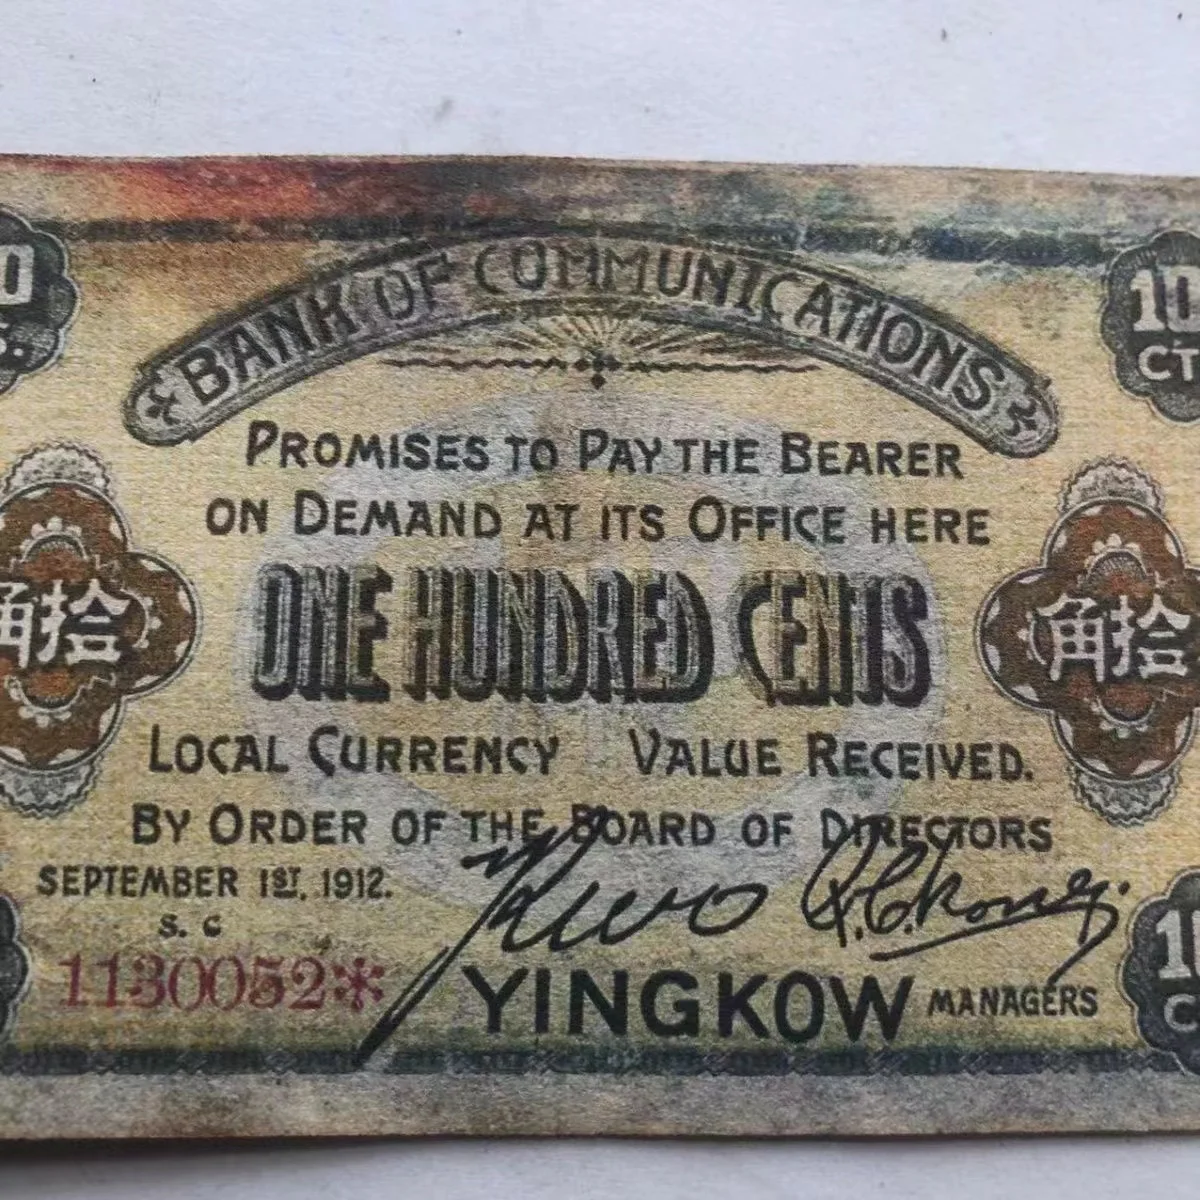 BANK OF COMMUNICATIONS
PROMISES TO PAY THE BEARER
ON DEMAND AT ITS OFFICE HERE
ONE HUNDRED CENTS
LOCAL CURRENCY VALUE RECEIVED.
BY ORDER OF THE BOARD OF DIRECTORS
SEPTEMBER 1ST, 1912.
S. C
1130052*
YINGKOW MANAGERS
角拾
角拾
10
CT